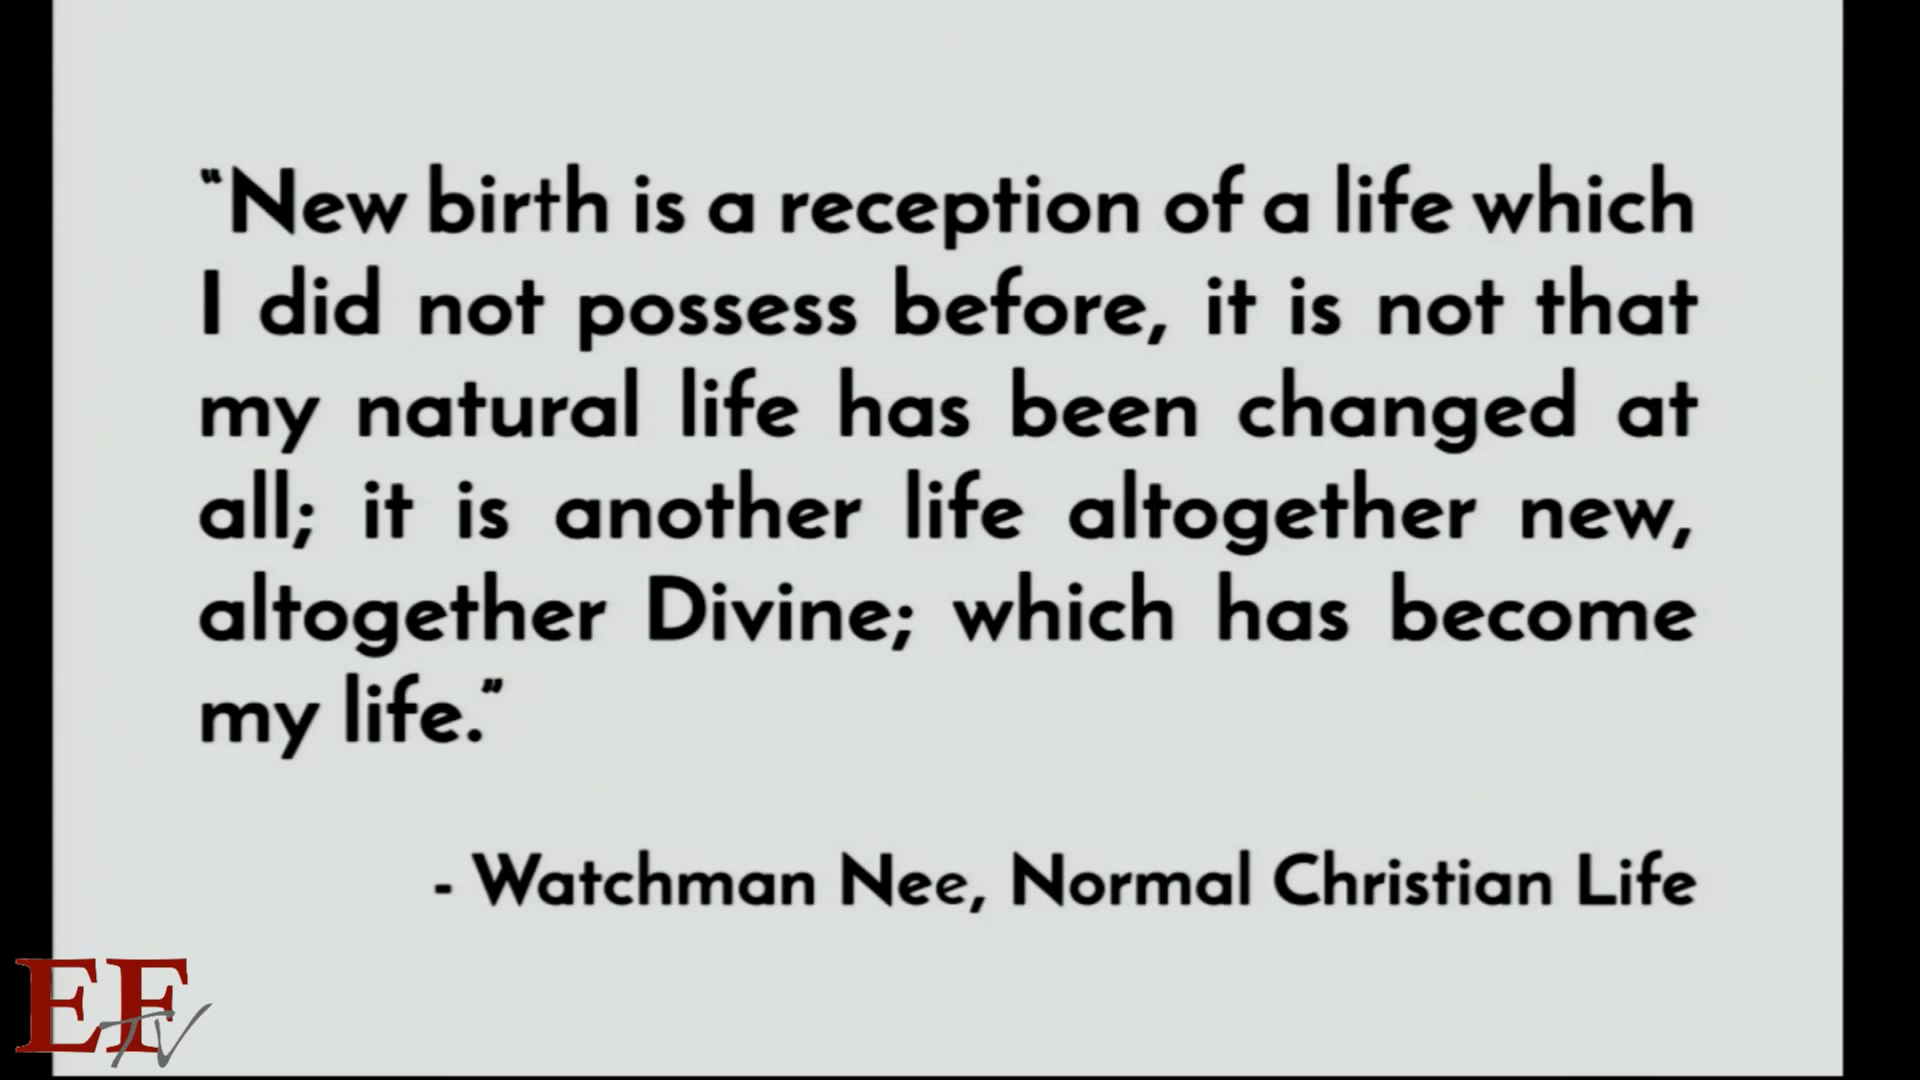 “New birth is a reception of a life which
I did not possess before, it is not that
my natural life has been changed at
all; it is another life altogether new,
altogether Divine; which has become
my life.”
- Watchman Nee, Normal Christian Life
EF
TV